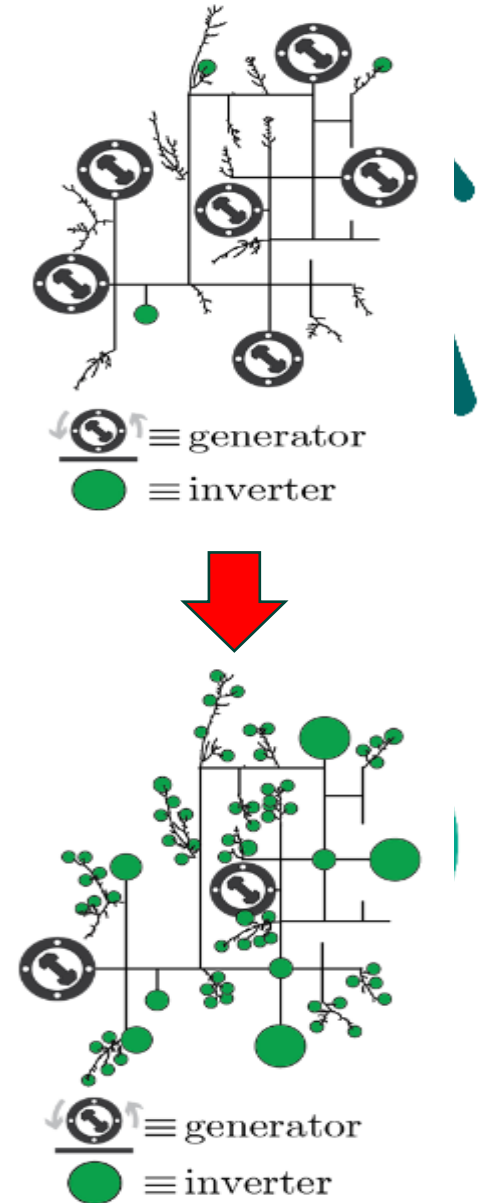 ≡ generator
≡ inverter
≡ generator
≡ inverter